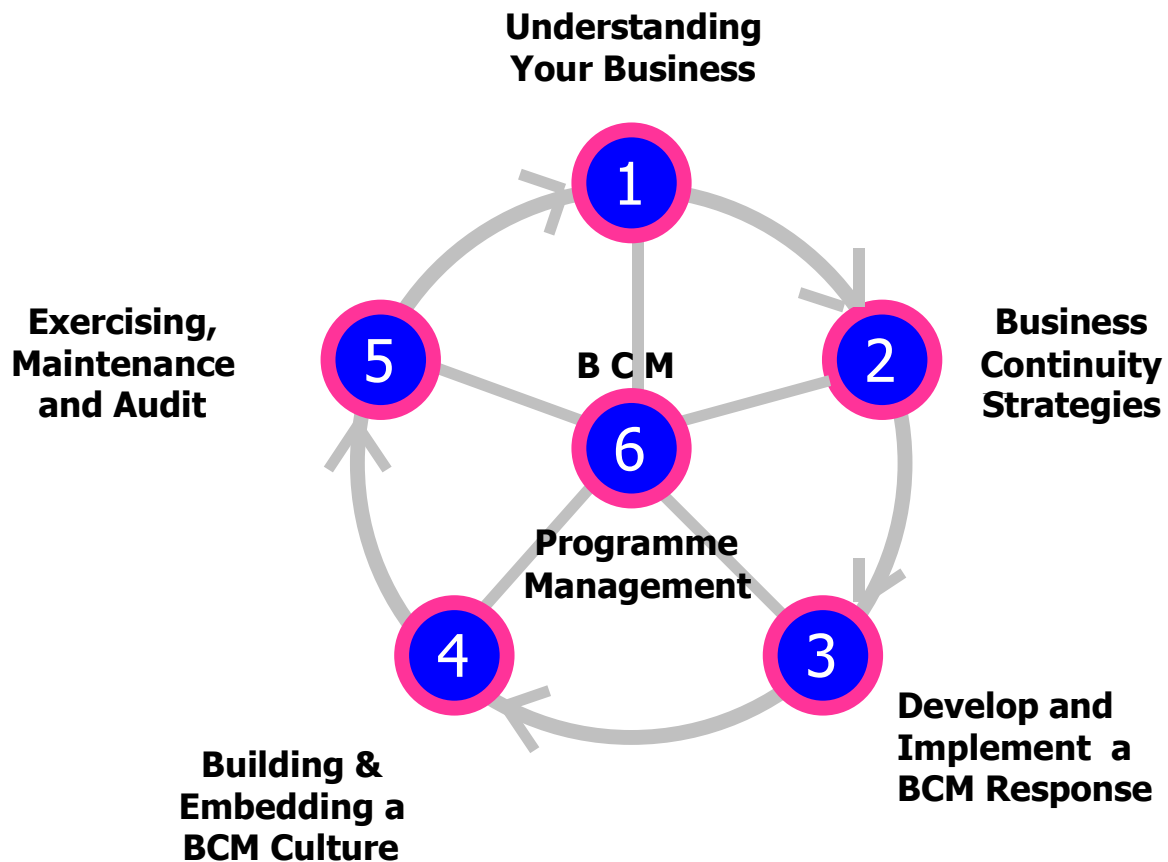 Understanding
Your Business
1
Exercising,
Maintenance
and Audit
5
B C M
2
Business
Continuity
Strategies
6
Programme
Management
4
3
Building &
Embedding a
BCM Culture
Develop and
Implement a
BCM Response